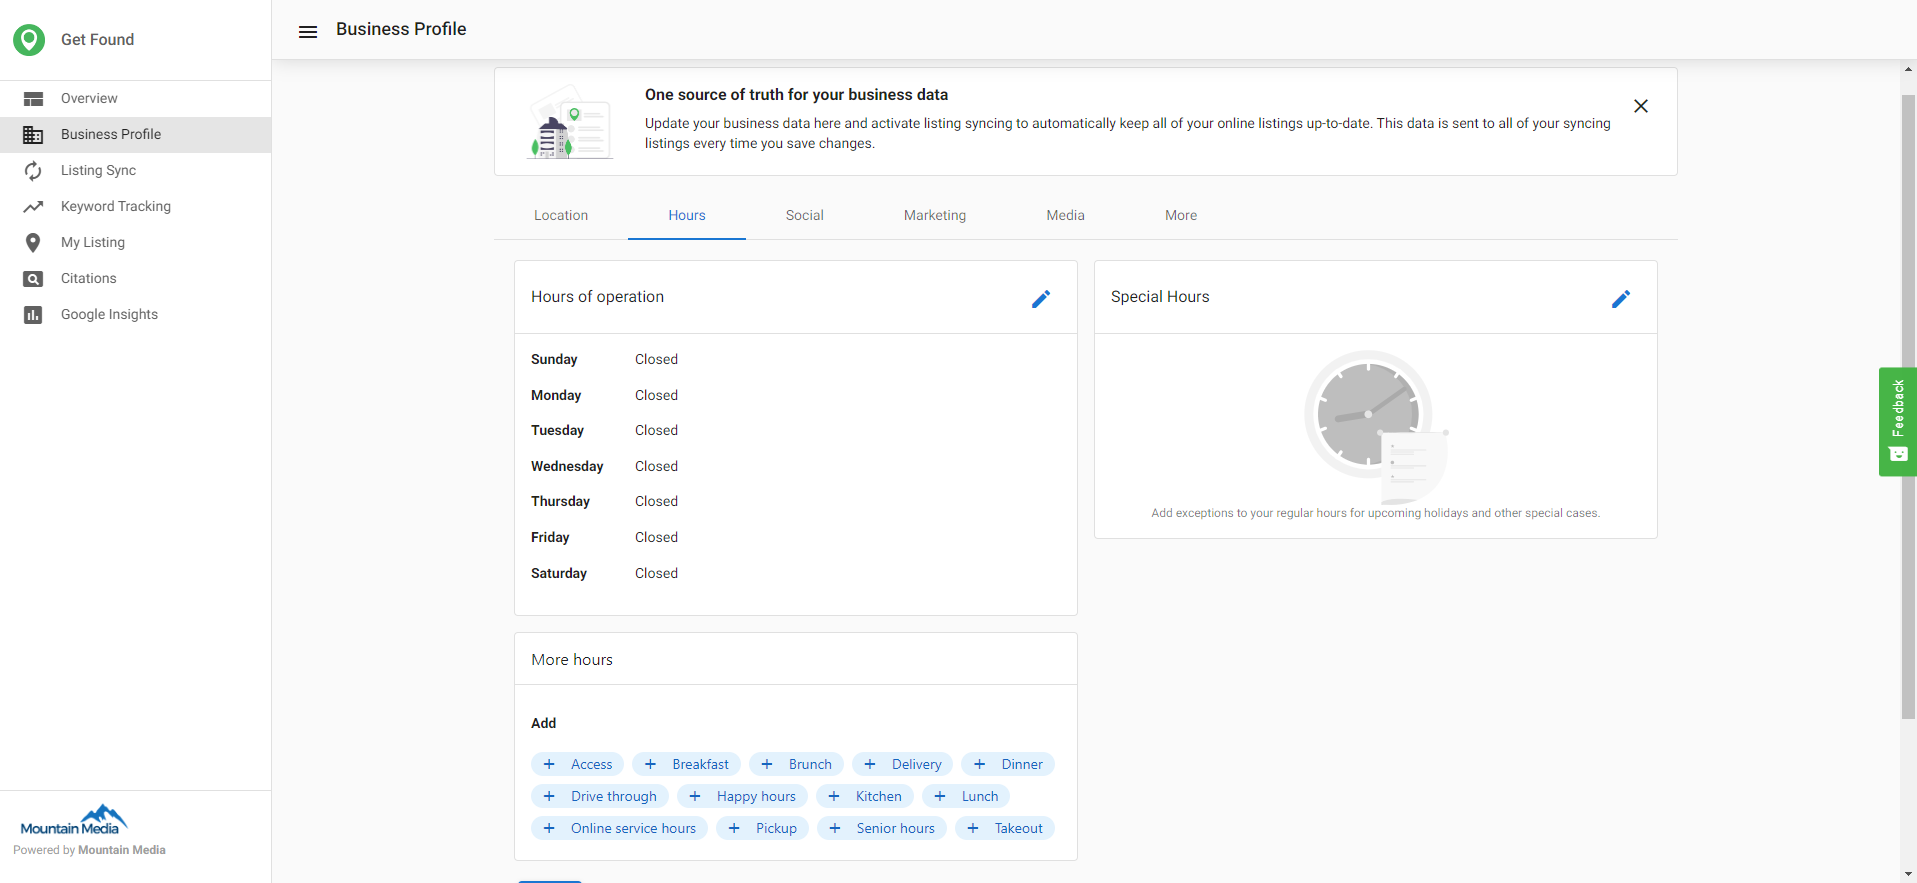 Get Found
Business Profile
Overview
Business Profile
Listing Sync
Keyword Tracking
My Listing
Citations
Google Insights
One source of truth for your business data
Update your business data here and activate listing syncing to automatically keep all of your online listings up-to-date. This data is sent to all of your syncing
listings every time you save changes.
Location Hours Social Marketing Media More
Hours of operation
Sunday Closed
Monday Closed
Tuesday Closed
Wednesday Closed
Thursday Closed
Friday Closed
Saturday Closed
Special Hours
Add exceptions to your regular hours for upcoming holidays and other special cases.
More hours
Add
+ Access + Breakfast + Brunch + Delivery + Dinner
+ Drive through + Happy hours + Kitchen + Lunch
+ Online service hours + Pickup + Senior hours + Takeout
Feedback
Mountain Media
Powered by Mountain Media